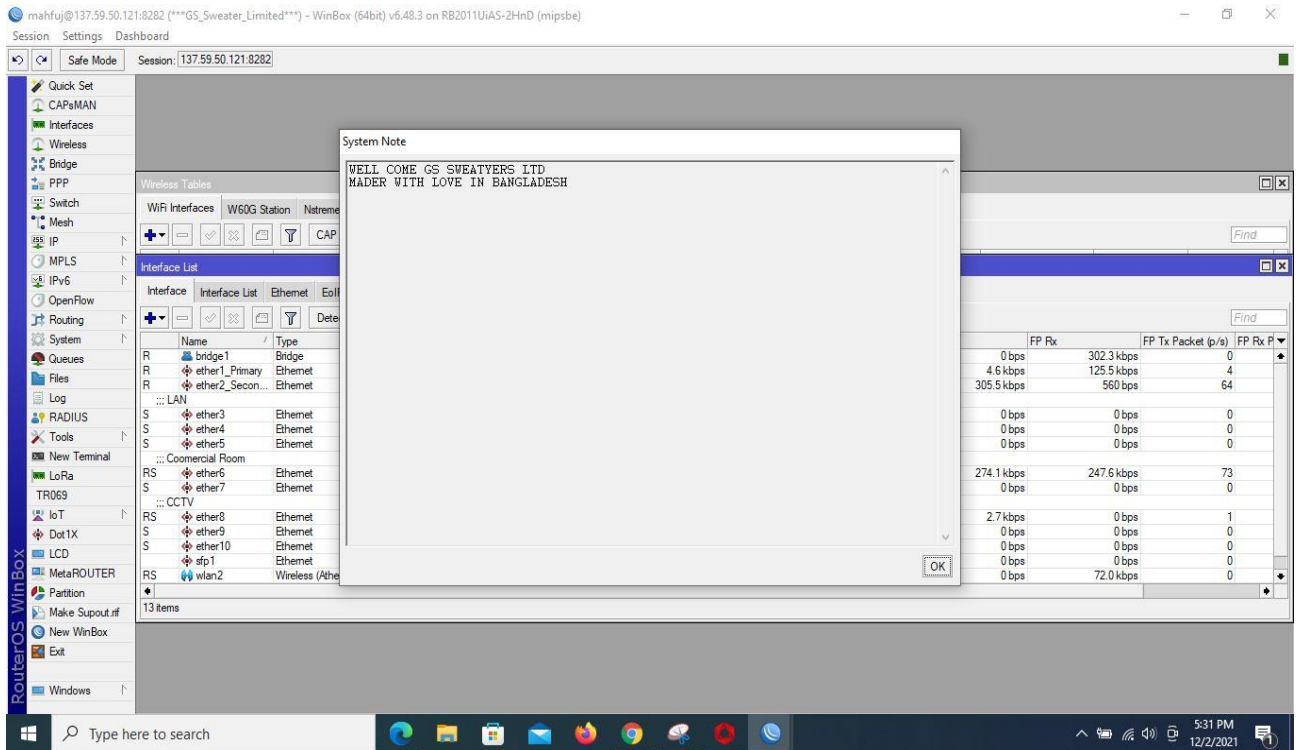 mahfuj@137.59.50.121:8282 (***GS_Sweater_Limited***) - WinBox (64bit) v6.48.3 on RB2011UiAS-2HnD (mipsbe)
Session Settings Dashboard
Safe Mode Session: 137.59.50.121:8282
Quick Set
CAPsMAN
Interfaces
Wireless
Bridge
PPP
Switch
Mesh
IP
MPLS
IPv6
OpenFlow
Routing
System
Queues
Files
Log
RADIUS
Tools
New Terminal
LoRa
TR069
IoT
Dot1X
LCD
MetaROUTER
Partition
Make Supout.rif
New WinBox
Exit
Windows
RouterOS WinBox
System Note
WELL COME GS SWEATYERS LTD
MADER WITH LOVE IN BANGLADESH
OK
Wireless Tables
WiFi Interfaces W60G Station Nstreme
CAP Find
Interface List
Interface Interface List Ethernet EoI
Dete Find
Name Type FP Rx FP Tx Packet (p/s) FP Rx P
R bridge1 Bridge 0 bps 302.3 kbps 0
R ether1_Primary Ethernet 4.6 kbps 125.5 kbps 4
R ether2_Secon... Ethernet 305.5 kbps 560 bps 64
;;; LAN
S ether3 Ethernet 0 bps 0 bps 0
S ether4 Ethernet 0 bps 0 bps 0
S ether5 Ethernet 0 bps 0 bps 0
;;; Coomercial Room
RS ether6 Ethernet 274.1 kbps 247.6 kbps 73
S ether7 Ethernet 0 bps 0 bps 0
;;; CCTV
RS ether8 Ethernet 2.7 kbps 0 bps 1
S ether9 Ethernet 0 bps 0 bps 0
S ether10 Ethernet 0 bps 0 bps 0
sfp1 Ethernet 0 bps 0 bps 0
RS wlan2 Wireless (Athe 0 bps 72.0 kbps 0
13 items
Type here to search
5:31 PM
12/2/2021
1